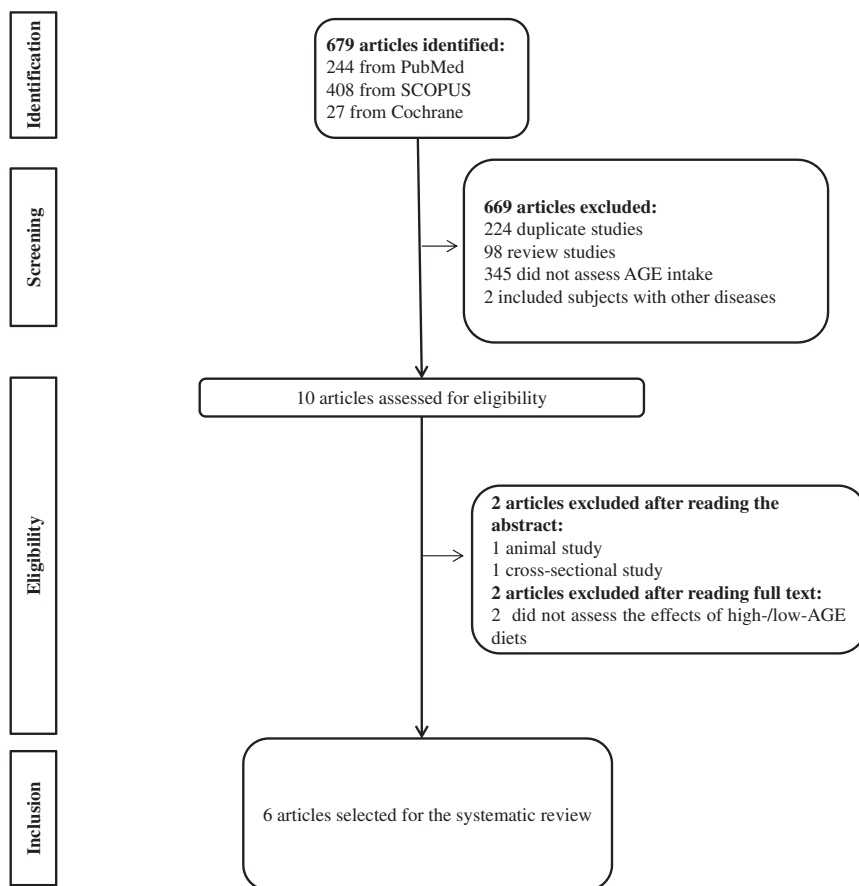 Identification
679 articles identified:
244 from PubMed
408 from SCOPUS
27 from Cochrane
Screening
669 articles excluded:
224 duplicate studies
98 review studies
345 did not assess AGE intake
2 included subjects with other diseases
Eligibility
10 articles assessed for eligibility
2 articles excluded after reading the
abstract:
1 animal study
1 cross-sectional study
2 articles excluded after reading full text:
2 did not assess the effects of high-/low-AGE
diets
Inclusion
6 articles selected for the systematic review